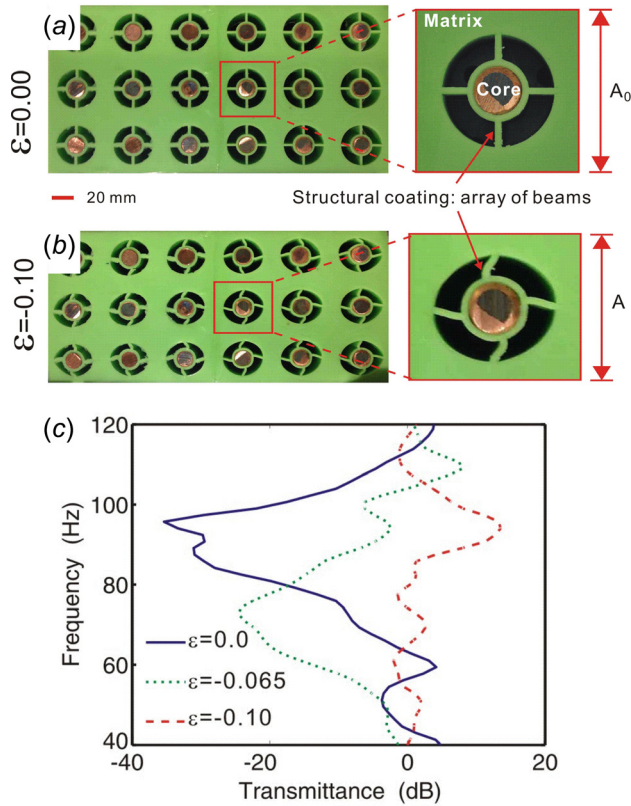 (a)
ε=0.00
Matrix
Core
A₀
20 mm
Structural coating: array of beams
(b)
ε=-0.10
A
(c)
120
100
80
60
40
Frequency (Hz)
ε=0.0
ε=-0.065
ε=-0.10
-40
-20
0
20
Transmittance (dB)